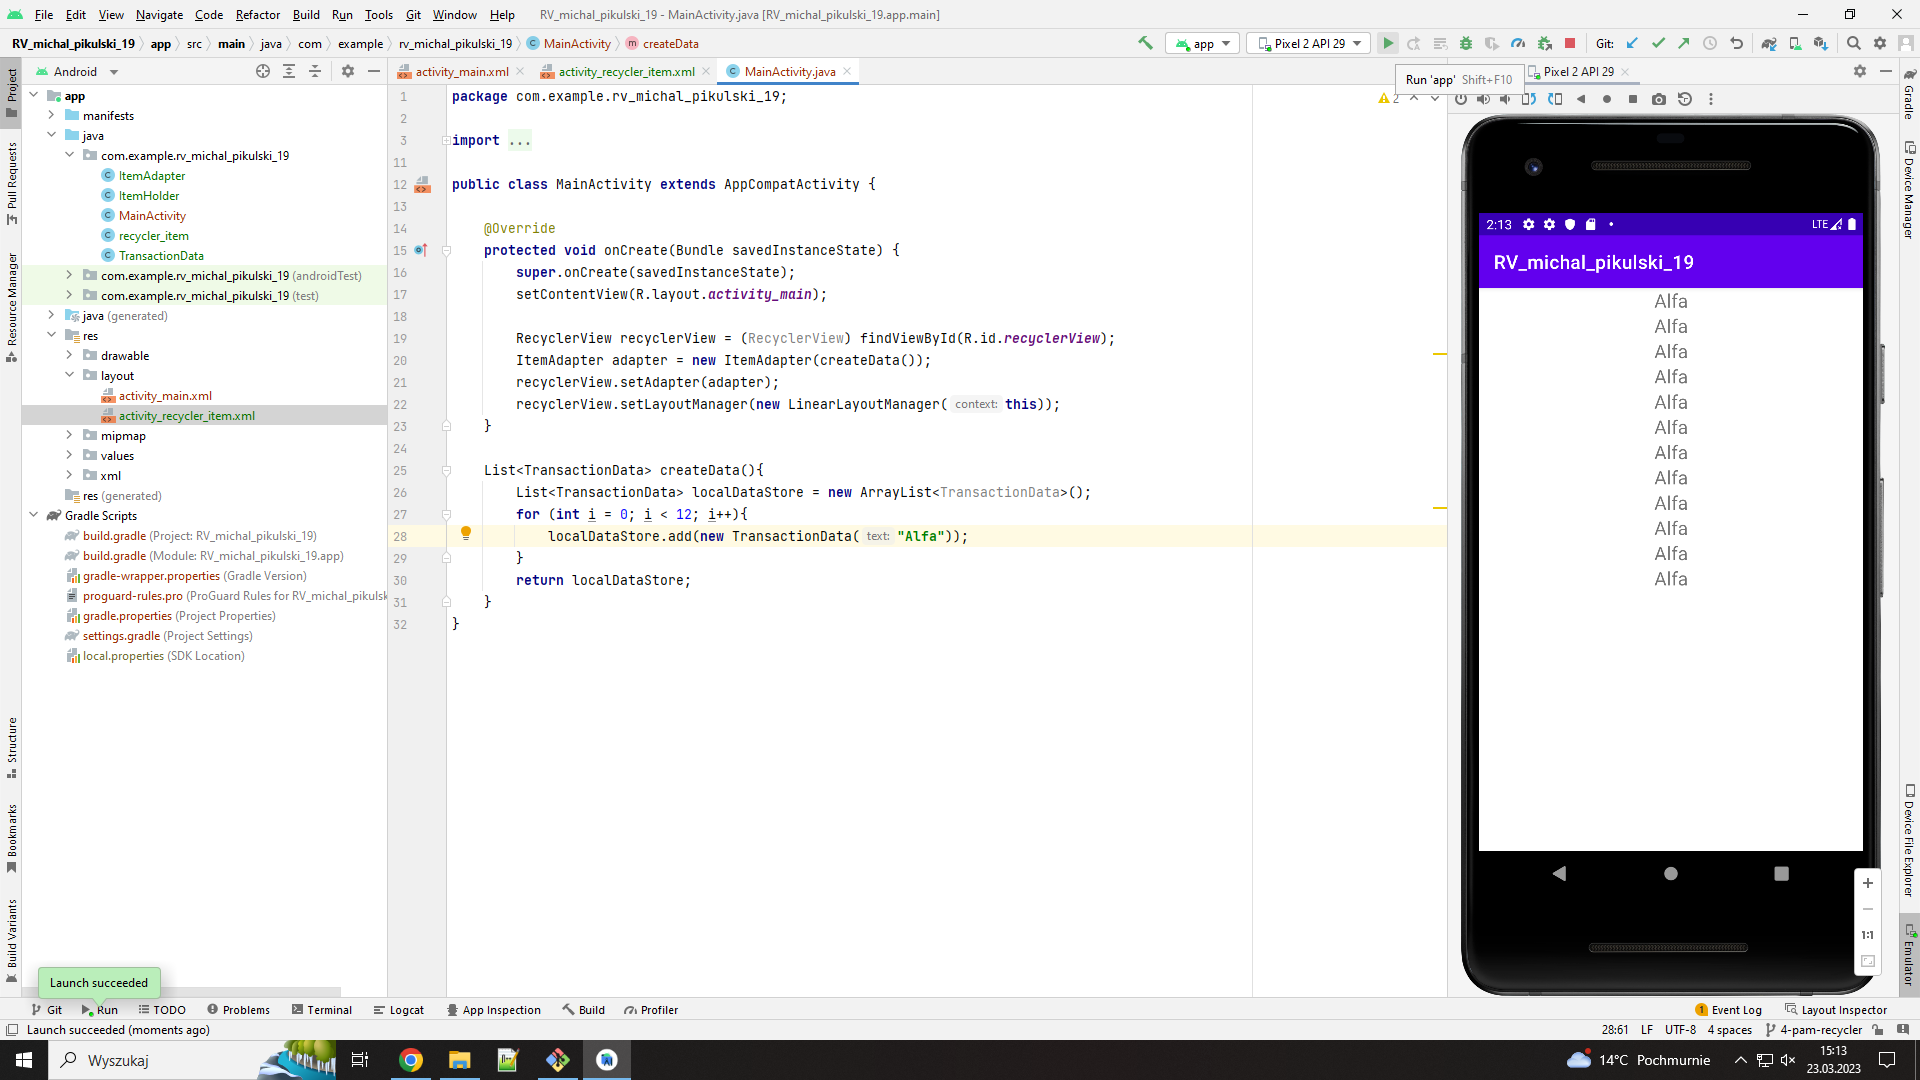 File Edit View Navigate Code Refactor Build Run Tools Git Window Help RV_michal_pikulski_19 - MainActivity.java [RV_michal_pikulski_19.app.main]
RV_michal_pikulski_19 app src main java com example rv_michal_pikulski_19 MainActivity createData app Pixel 2 API 29 Git:
Android
activity_main.xml activity_recycler_item.xml MainActivity.java
Run 'app' Shift+F10
Pixel 2 API 29
Project
Pull Requests
Resource Manager
Structure
Bookmarks
Build Variants
app
manifests
java
com.example.rv_michal_pikulski_19
ItemAdapter
ItemHolder
MainActivity
recycler_item
TransactionData
com.example.rv_michal_pikulski_19 (androidTest)
com.example.rv_michal_pikulski_19 (test)
java (generated)
res
drawable
layout
activity_main.xml
activity_recycler_item.xml
mipmap
values
xml
res (generated)
Gradle Scripts
build.gradle (Project: RV_michal_pikulski_19)
build.gradle (Module: RV_michal_pikulski_19.app)
gradle-wrapper.properties (Gradle Version)
proguard-rules.pro (ProGuard Rules for RV_michal_pikulsk
gradle.properties (Project Properties)
settings.gradle (Project Settings)
local.properties (SDK Location)
2
1 package com.example.rv_michal_pikulski_19;
2
3 import ...
11
12 public class MainActivity extends AppCompatActivity {
13
14 @Override
15 protected void onCreate(Bundle savedInstanceState) {
16 super.onCreate(savedInstanceState);
17 setContentView(R.layout.activity_main);
18
19 RecyclerView recyclerView = (RecyclerView) findViewById(R.id.recyclerView);
20 ItemAdapter adapter = new ItemAdapter(createData());
21 recyclerView.setAdapter(adapter);
22 recyclerView.setLayoutManager(new LinearLayoutManager( context: this));
23 }
24
25 List<TransactionData> createData(){
26 List<TransactionData> localDataStore = new ArrayList<TransactionData>();
27 for (int i = 0; i < 12; i++){
28 localDataStore.add(new TransactionData( text: "Alfa"));
29 }
30 return localDataStore;
31 }
32 }
2:13 LTE
RV_michal_pikulski_19
Alfa
Alfa
Alfa
Alfa
Alfa
Alfa
Alfa
Alfa
Alfa
Alfa
Alfa
Alfa
1:1
Gradle
Device Manager
Device File Explorer
Emulator
Launch succeeded
Git Run TODO Problems Terminal Logcat App Inspection Build Profiler 1 Event Log Layout Inspector
Launch succeeded (moments ago) 28:61 LF UTF-8 4 spaces 4-pam-recycler
Wyszukaj 14°C Pochmurnie 15:13
23.03.2023